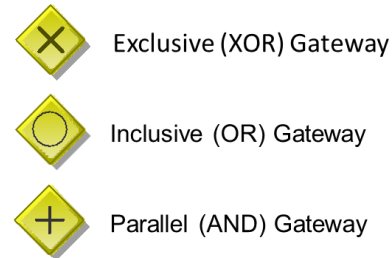 Exclusive (XOR) Gateway
Inclusive (OR) Gateway
Parallel (AND) Gateway